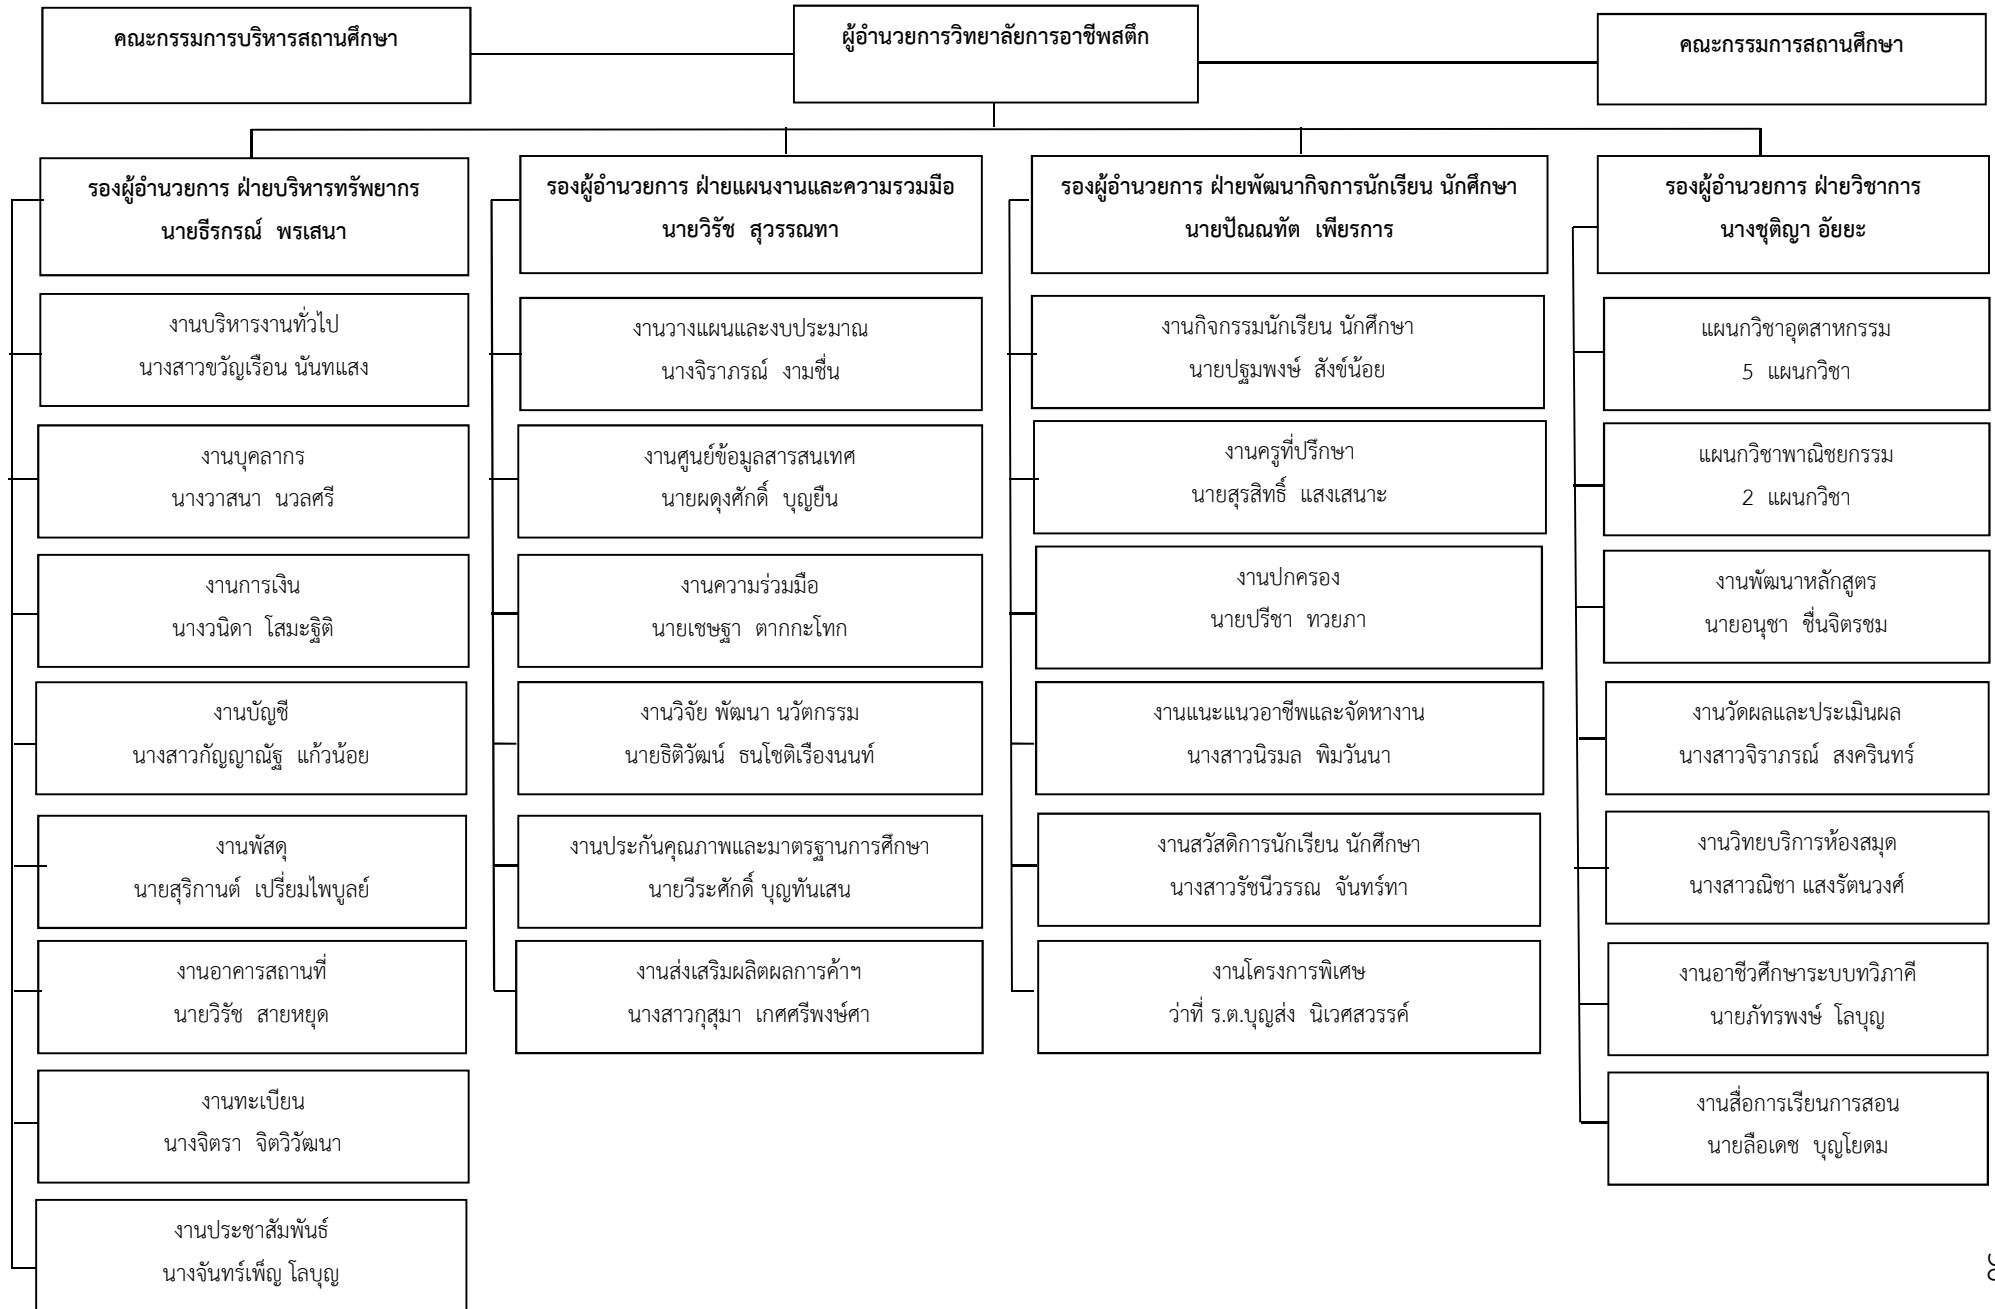 คณะกรรมการบริหารสถานศึกษา
ผู้อำนวยการวิทยาลัยการอาชีพสตึก
คณะกรรมการสถานศึกษา
รองผู้อำนวยการ ฝ่ายบริหารทรัพยากร
นายธีรกรณ์ พรเสนา
งานบริหารงานทั่วไป
นางสาวขวัญเรือน นันทแสง
งานบุคลากร
นางวาสนา นวลศรี
งานการเงิน
นางวนิดา โสมะฐิติ
งานบัญชี
นางสาวกัญญาณัฐ แก้วน้อย
งานพัสดุ
นายสุริกานต์ เปรี่ยมไพบูลย์
งานอาคารสถานที่
นายวิรัช สายหยุด
งานทะเบียน
นางจิตรา จิตวิวัฒนา
งานประชาสัมพันธ์
นางจันทร์เพ็ญ โลบุญ
รองผู้อำนวยการ ฝ่ายแผนงานและความรวมมือ
นายวิรัช สุวรรณทา
งานวางแผนและงบประมาณ
นางจิราภรณ์ งามชื่น
งานศูนย์ข้อมูลสารสนเทศ
นายผดุงศักดิ์ บุญยืน
งานความร่วมมือ
นายเชษฐา ตากกะโทก
งานวิจัย พัฒนา นวัตกรรม
นายธิติวัฒน์ ธนโชติเรืองนนท์
งานประกันคุณภาพและมาตรฐานการศึกษา
นายวีระศักดิ์ บุญทันเสน
งานส่งเสริมผลิตผลการค้าฯ
นางสาวกุสุมา เกศศรีพงษ์ศา
รองผู้อำนวยการ ฝ่ายพัฒนากิจการนักเรียน นักศึกษา
นายปัณณทัต เพียรการ
งานกิจกรรมนักเรียน นักศึกษา
นายปฐมพงษ์ สังข์น้อย
งานครูที่ปรึกษา
นายสุรสิทธิ์ แสงเสนาะ
งานปกครอง
นายปรีชา ทวยภา
งานแนะแนวอาชีพและจัดหางาน
นางสาวนิรมล พิมวันนา
งานสวัสดิการนักเรียน นักศึกษา
นางสาวรัชนีวรรณ จันทร์ทา
งานโครงการพิเศษ
ว่าที่ ร.ต.บุญส่ง นิเวศสวรรค์
รองผู้อำนวยการ ฝ่ายวิชาการ
นางชุติญา อัยยะ
แผนกวิชาอุตสาหกรรม
5 แผนกวิชา
แผนกวิชาพาณิชยกรรม
2 แผนกวิชา
งานพัฒนาหลักสูตร
นายอนุชา ชื่นจิตรชม
งานวัดผลและประเมินผล
นางสาวจิราภรณ์ สงครินทร์
งานวิทยบริการห้องสมุด
นางสาวณิชา แสงรัตนวงศ์
งานอาชีวศึกษาระบบทวิภาคี
นายภัทรพงษ์ โลบุญ
งานสื่อการเรียนการสอน
นายลือเดช บุญโยดม